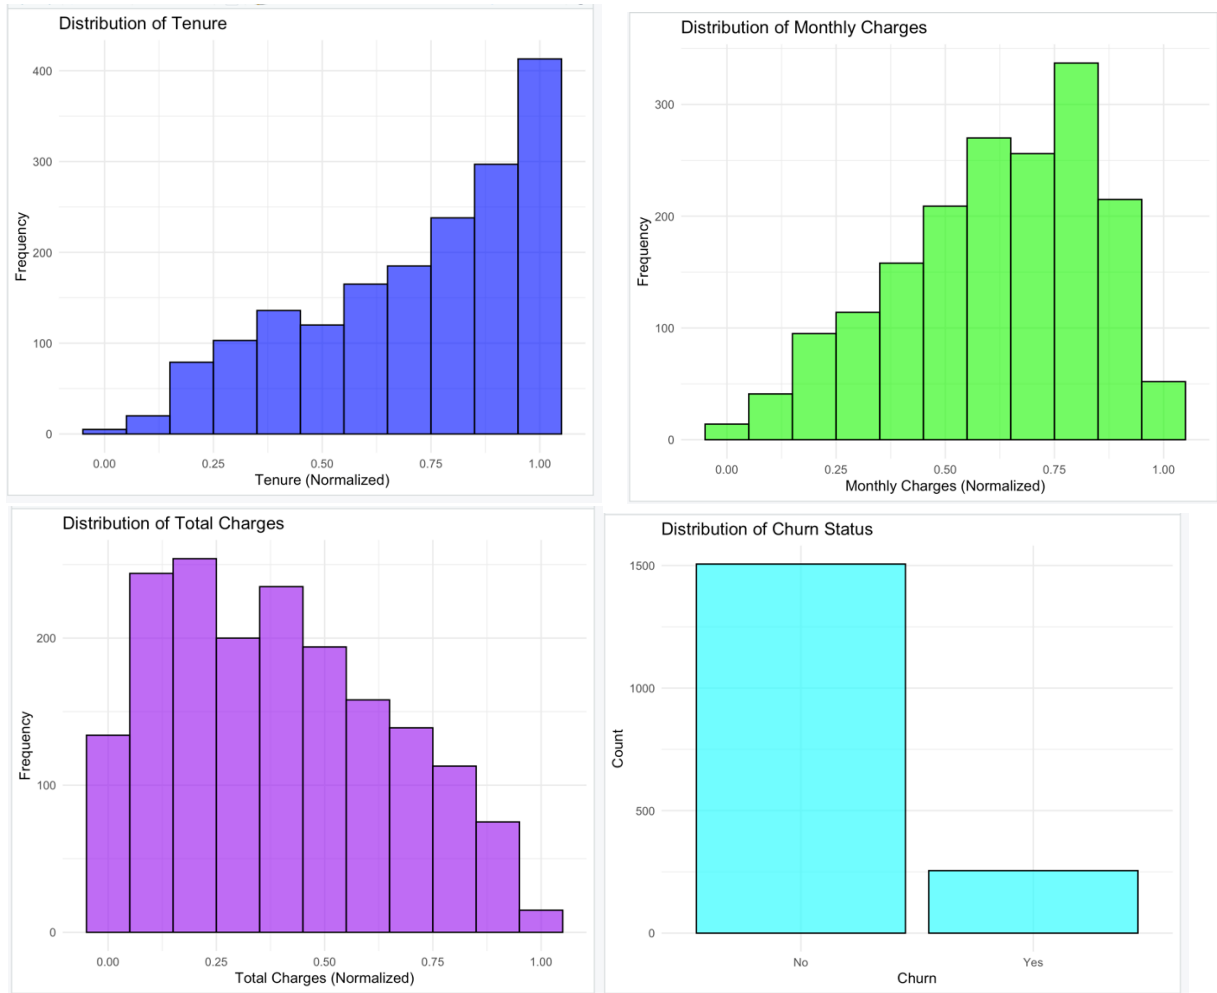 Distribution of Tenure
400
300
200
100
0
Frequency
0.00 0.25 0.50 0.75 1.00
Tenure (Normalized)
Distribution of Monthly Charges
300
200
100
0
Frequency
0.00 0.25 0.50 0.75 1.00
Monthly Charges (Normalized)
Distribution of Total Charges
200
100
0
Frequency
0.00 0.25 0.50 0.75 1.00
Total Charges (Normalized)
Distribution of Churn Status
1500
1000
500
0
Count
No Yes
Churn